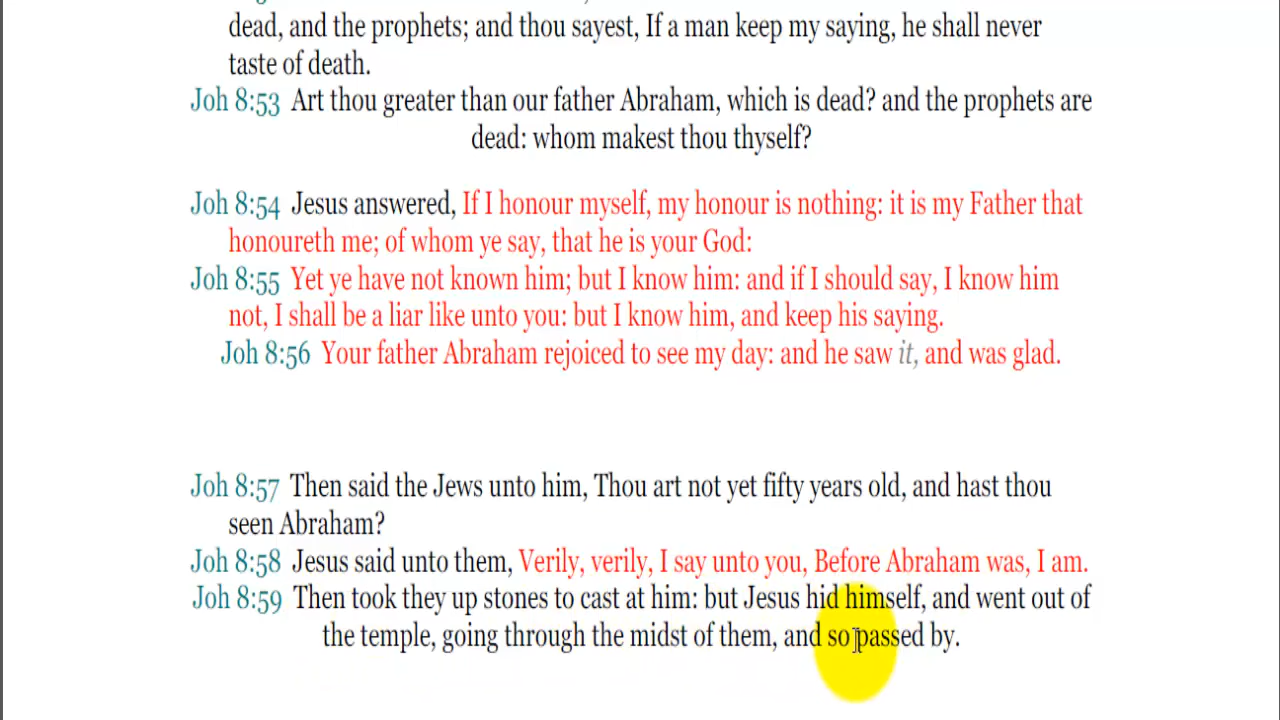 dead, and the prophets; and thou sayest, If a man keep my saying, he shall never
taste of death.
Joh 8:53 Art thou greater than our father Abraham, which is dead? and the prophets are
dead: whom makest thou thyself?
Joh 8:54 Jesus answered, If I honour myself, my honour is nothing: it is my Father that
honoureth me; of whom ye say, that he is your God:
Joh 8:55 Yet ye have not known him; but I know him: and if I should say, I know him
not, I shall be a liar like unto you: but I know him, and keep his saying.
Joh 8:56 Your father Abraham rejoiced to see my day: and he saw it, and was glad.
Joh 8:57 Then said the Jews unto him, Thou art not yet fifty years old, and hast thou
seen Abraham?
Joh 8:58 Jesus said unto them, Verily, verily, I say unto you, Before Abraham was, I am.
Joh 8:59 Then took they up stones to cast at him: but Jesus hid himself, and went out of
the temple, going through the midst of them, and so passed by.